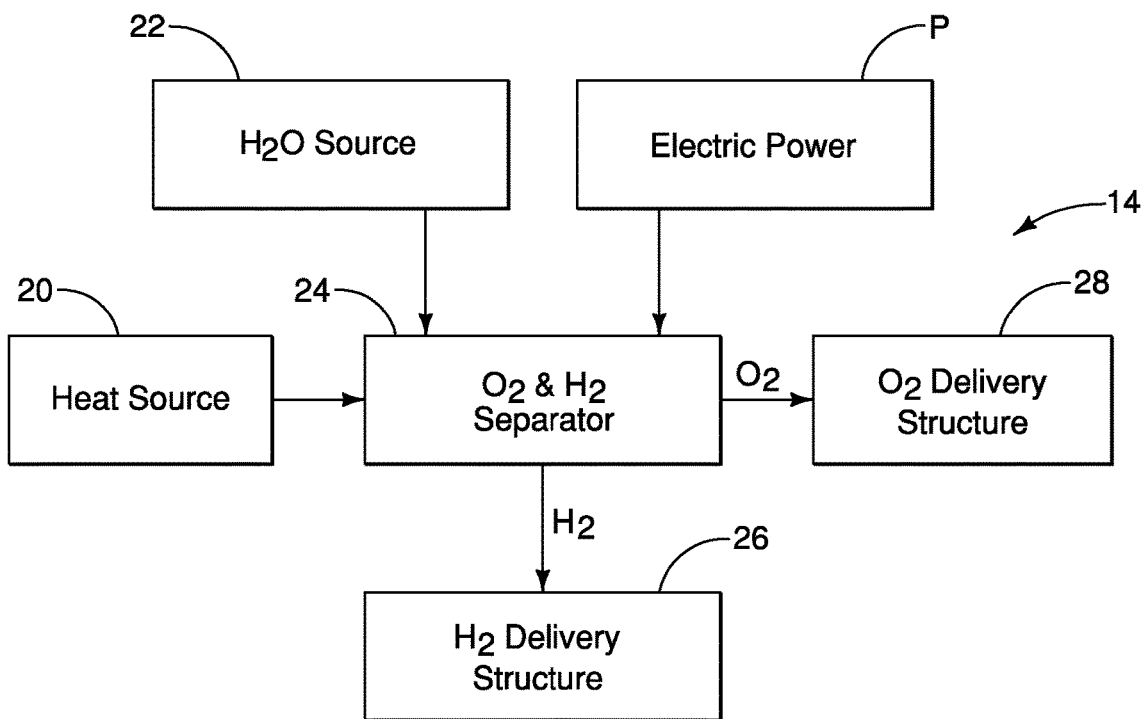 22
P
H2O Source
Electric Power
14
20
24
28
Heat Source
O2 & H2
Separator
O2
O2 Delivery
Structure
H2
26
H2 Delivery
Structure